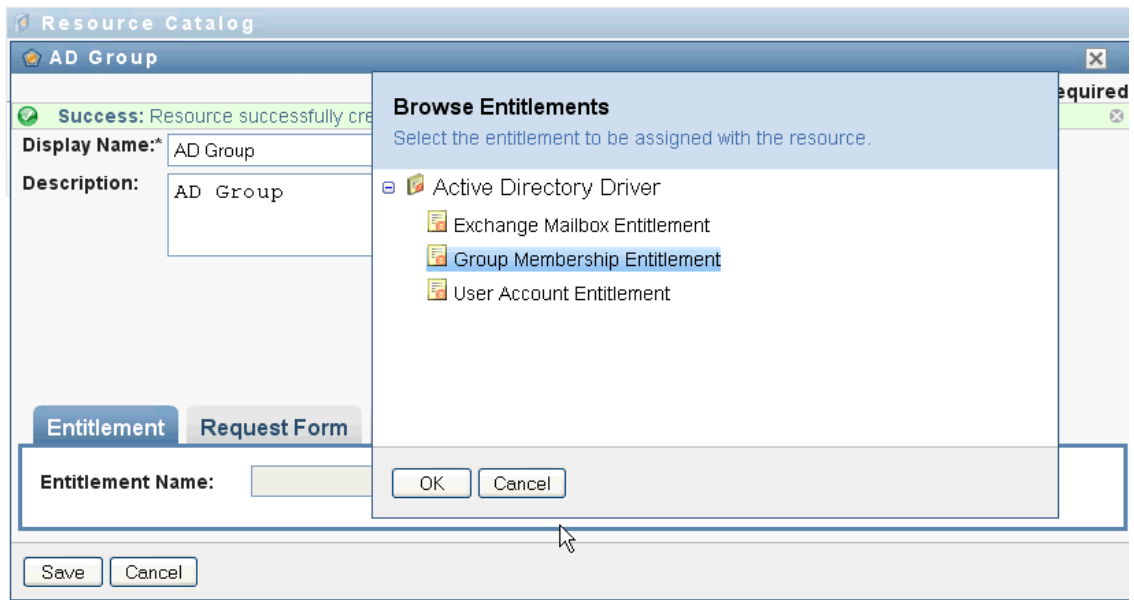 Resource Catalog
AD Group
equired
Success: Resource successfully cre
Display Name:* AD Group
Description: AD Group
Browse Entitlements
Select the entitlement to be assigned with the resource.
Active Directory Driver
Exchange Mailbox Entitlement
Group Membership Entitlement
User Account Entitlement
OK Cancel
Entitlement Request Form
Entitlement Name:
Save Cancel